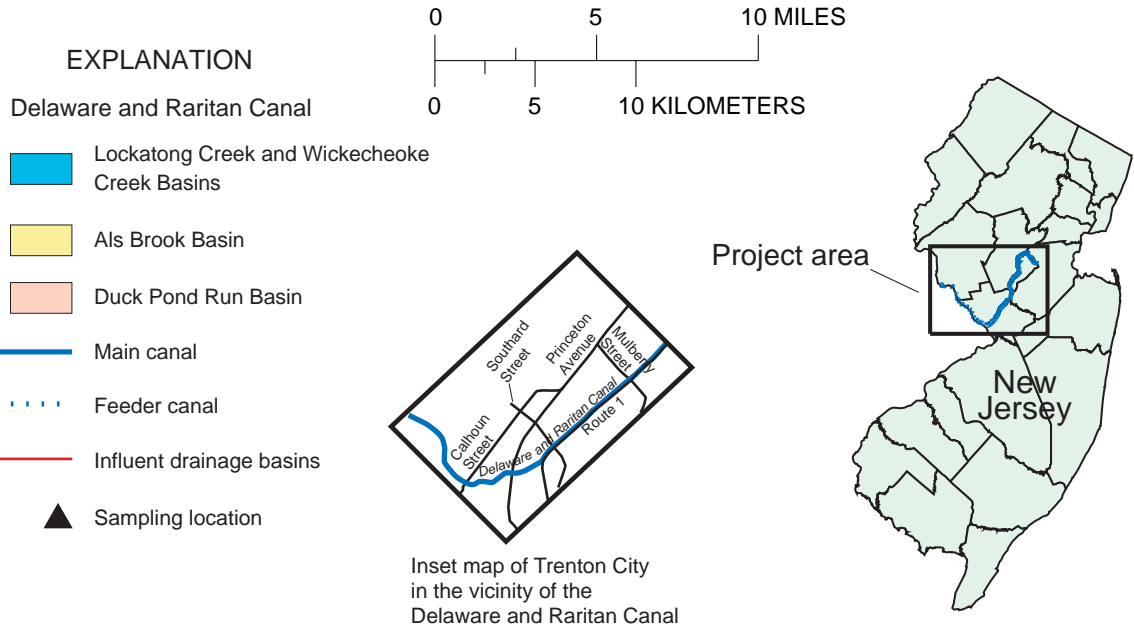 0 5 10 MILES
0 5 10 KILOMETERS
EXPLANATION
Delaware and Raritan Canal
Lockatong Creek and Wickecheoke
Creek Basins
Als Brook Basin
Duck Pond Run Basin
Main canal
Feeder canal
Influent drainage basins
Sampling location
Southard
Street
Princeton
Avenue
Mulberry
Street
Calhoun
Street
Delaware and Raritan Canal
Route 1
Inset map of Trenton City
in the vicinity of the
Delaware and Raritan Canal
Project area
New
Jersey